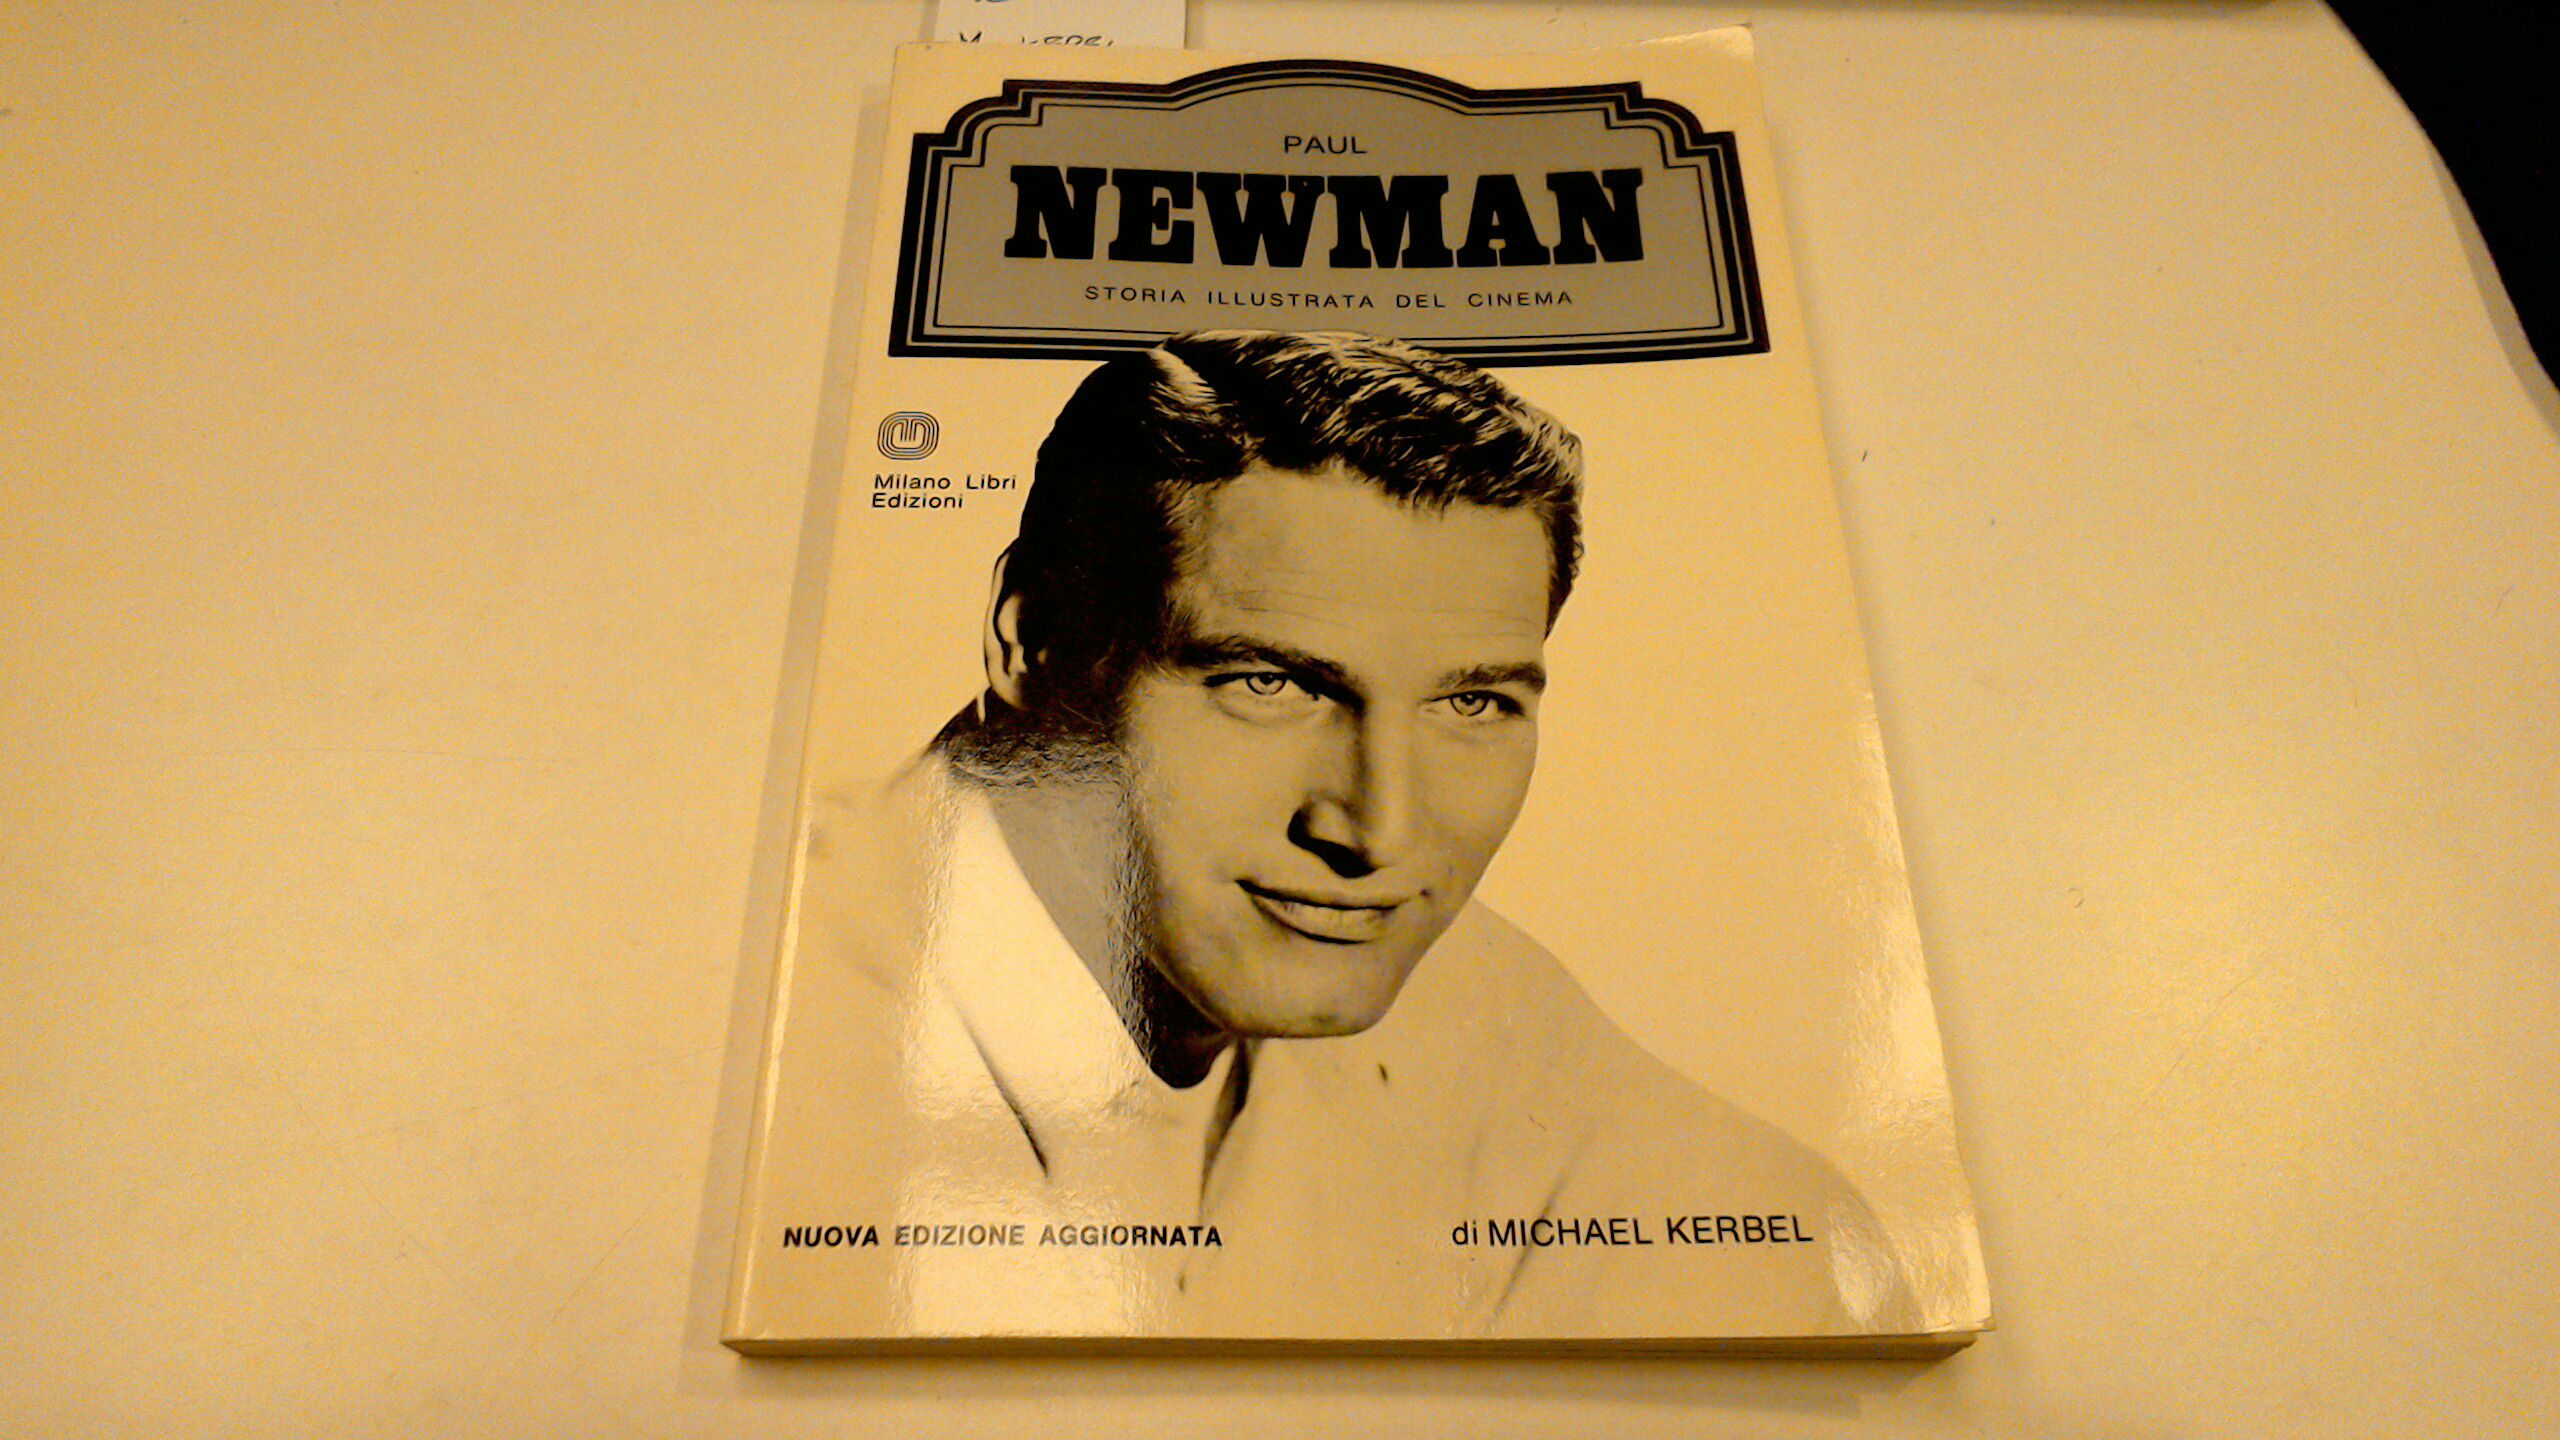 PAUL
NEWMAN
STORIA ILLUSTRATA DEL CINEMA
Milano Libri
Edizioni
NUOVA EDIZIONE AGGIORNATA
di MICHAEL KERBEL